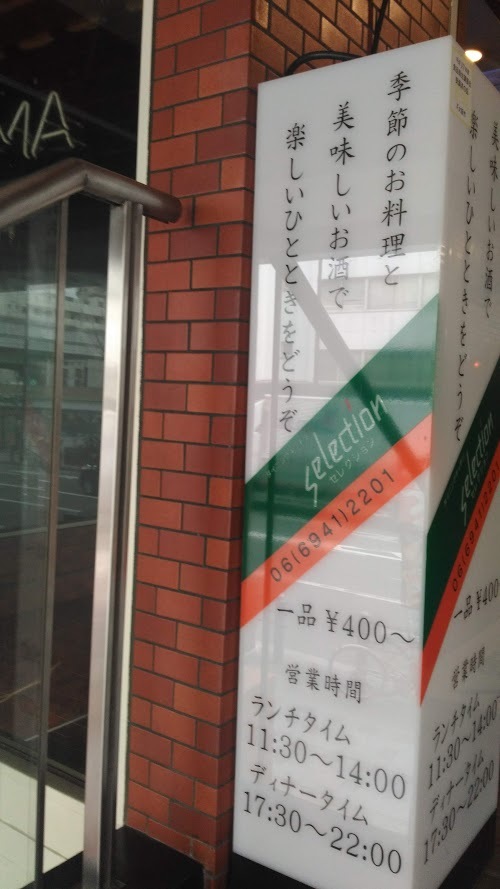 MA
季節のお料理と
美味しいお酒で
楽しいひとときをどうぞ
selection
セレクション
06(6941)2201
一品 ¥400〜
営業時間
ランチタイム
11:30〜14:00
ディナータイム
17:30〜22:00
美味しいお酒で
楽しいひとときをどうぞ
selection
06(6941)
一品 ¥400
営業時間
ランチタイム
11:30〜14:00
ディナータイム
17:30〜22:00